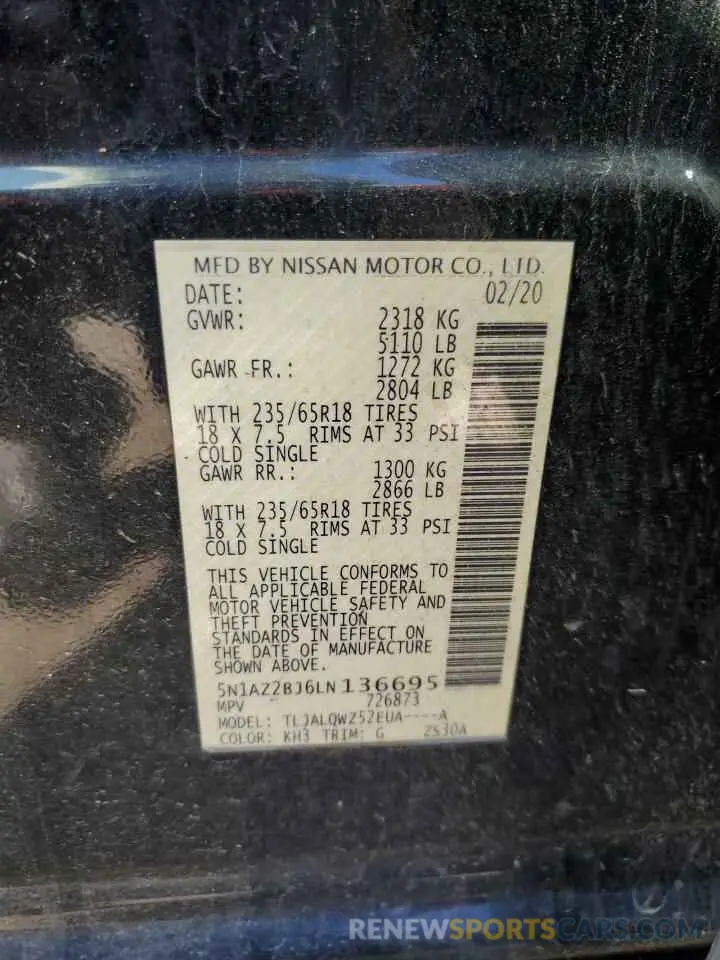 MFD BY NISSAN MOTOR CO., LTD.
DATE: 02/20
GVWR: 2318 KG
5110 LB
GAWR FR.: 1272 KG
2804 LB
WITH 235/65R18 TIRES
18 X 7.5 RIMS AT 33 PSI
COLD SINGLE
GAWR RR.: 1300 KG
2866 LB
WITH 235/65R18 TIRES
18 X 7.5 RIMS AT 33 PSI
COLD SINGLE
THIS VEHICLE CONFORMS TO
ALL APPLICABLE FEDERAL
MOTOR VEHICLE SAFETY AND
THEFT PREVENTION
STANDARDS IN EFFECT ON
THE DATE OF MANUFACTURE
SHOWN ABOVE.
5N1AZ2BJ6LN136695
MPV 726873
MODEL: TLJALQWZ52EUA----A
COLOR: KH3 TRIM: G ZS30A
RENEWSPORTSCARS.COM